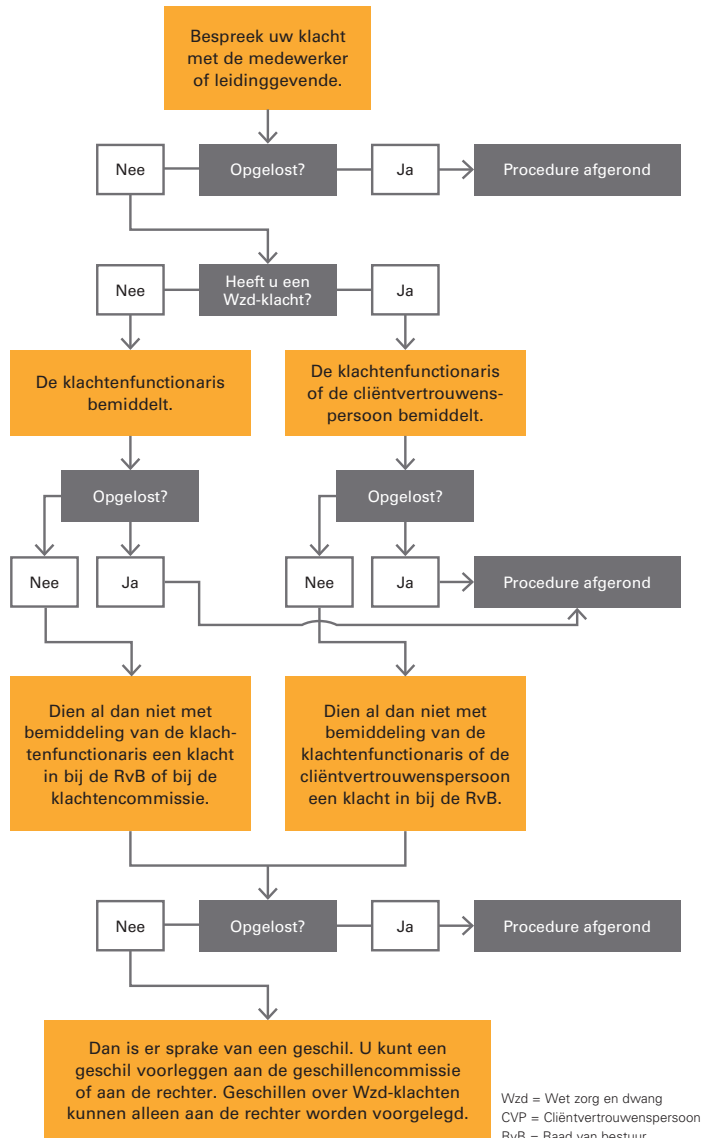 Bespreek uw klacht
met de medewerker
of leidinggevende.
Nee
Opgelost?
Ja
Procedure afgerond
Nee
Heeft u een
Wzd-klacht?
Ja
De klachtenfunctionaris
bemiddelt.
De klachtenfunctionaris
of de cliëntvertrouwens-
persoon bemiddelt.
Opgelost?
Opgelost?
Nee
Ja
Nee
Ja
Procedure afgerond
Dien al dan niet met
bemiddeling van de klach-
tenfunctionaris een klacht
in bij de RvB of bij de
klachtencommissie.
Dien al dan niet met
bemiddeling van de
klachtenfunctionaris of de
cliëntvertrouwenspersoon
een klacht in bij de RvB.
Nee
Opgelost?
Ja
Procedure afgerond
Dan is er sprake van een geschil. U kunt een
geschil voorleggen aan de geschillencommissie
of aan de rechter. Geschillen over Wzd-klachten
kunnen alleen aan de rechter worden voorgelegd.
Wzd = Wet zorg en dwang
CVP = Cliëntvertrouwenspersoon
RvB = Raad van bestuur